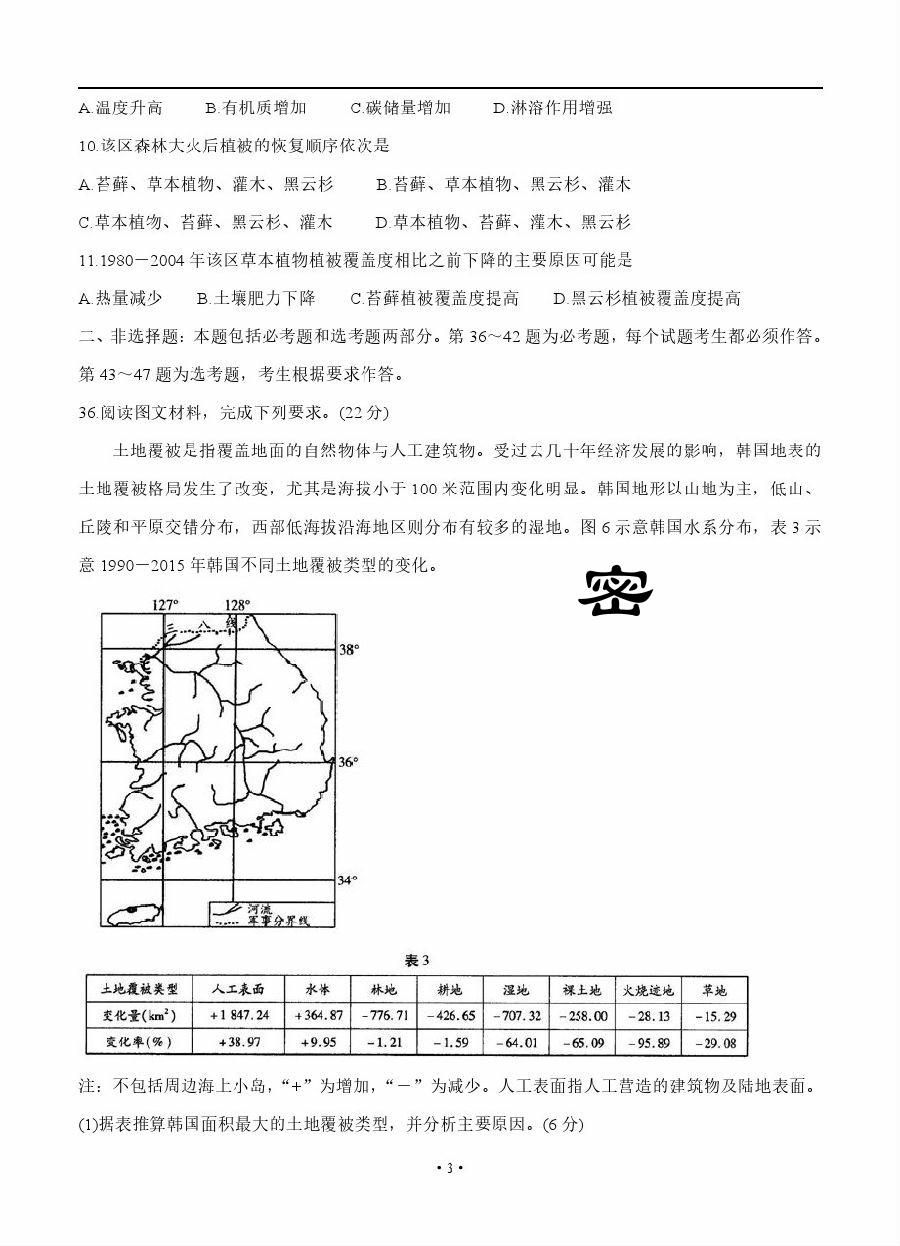 A.温度升高 B.有机质增加 C.碳储量增加 D.淋溶作用增强
10.该区森林大火后植被的恢复顺序依次是
A.苔藓、草本植物、灌木、黑云杉 B.苔藓、草本植物、黑云杉、灌木
C.草本植物、苔藓、黑云杉、灌木 D.草本植物、苔藓、灌木、黑云杉
11.1980－2004 年该区草本植物植被覆盖度相比之前下降的主要原因可能是
A.热量减少 B.土壤肥力下降 C.苔藓植被覆盖度提高 D.黑云杉植被覆盖度提高
二、非选择题：本题包括必考题和选考题两部分。第 36～42 题为必考题，每个试题考生都必须作答。
第 43～47 题为选考题，考生根据要求作答。
36.阅读图文材料，完成下列要求。(22 分)
土地覆被是指覆盖地面的自然物体与人工建筑物。受过去几十年经济发展的影响，韩国地表的
土地覆被格局发生了改变，尤其是海拔小于 100 米范围内变化明显。韩国地形以山地为主，低山、
丘陵和平原交错分布，西部低海拔沿海地区则分布有较多的湿地。图 6 示意韩国水系分布，表 3 示
意 1990－2015 年韩国不同土地覆被类型的变化。
密
127° 128°
三八线
38°
36°
34°
河流
军事分界线
表 3
土地覆被类型 人工表面 水体 林地 耕地 湿地 裸土地 火烧迹地 草地
变化量(km²) +1 847.24 +364.87 -776.71 -426.65 -707.32 -258.00 -28.13 -15.29
变化率(%) +38.97 +9.95 -1.21 -1.59 -64.01 -65.09 -95.89 -29.08
注：不包括周边海上小岛，“+”为增加，“－”为减少。人工表面指人工营造的建筑物及陆地表面。
(1)据表推算韩国面积最大的土地覆被类型，并分析主要原因。(6 分)
·3·